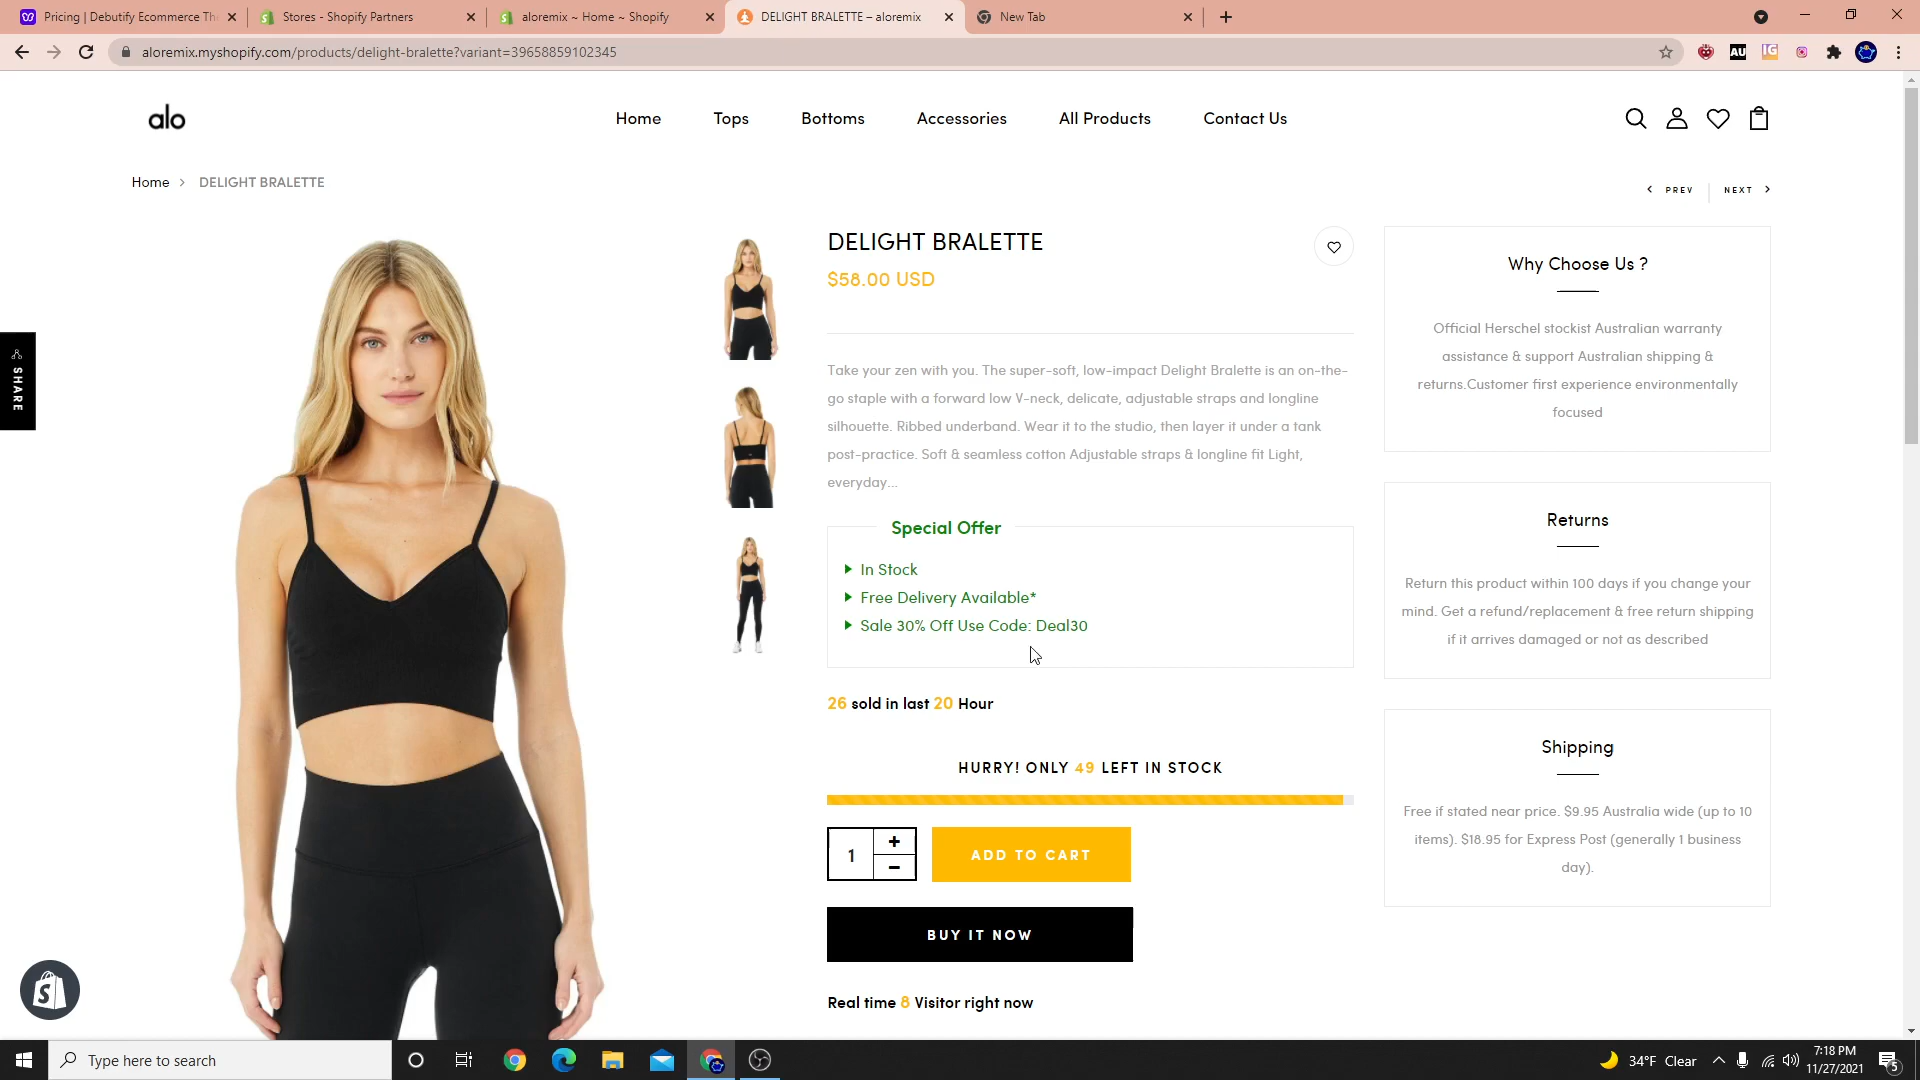 Pricing | Debutify Ecommerce The
Stores - Shopify Partners
aloremix ~ Home ~ Shopify
DELIGHT BRALETTE – aloremix
New Tab
aloremix.myshopify.com/products/delight-bralette?variant=39658859102345
AU
IG
alo
Home
Tops
Bottoms
Accessories
All Products
Contact Us
Home > DELIGHT BRALETTE
PREV
NEXT
SHARE
DELIGHT BRALETTE
$58.00 USD
Take your zen with you. The super-soft, low-impact Delight Bralette is an on-the-
go staple with a forward low V-neck, delicate, adjustable straps and longline
silhouette. Ribbed underband. Wear it to the studio, then layer it under a tank
post-practice. Soft & seamless cotton Adjustable straps & longline fit Light,
everyday...
Special Offer
In Stock
Free Delivery Available*
Sale 30% Off Use Code: Deal30
26 sold in last 20 Hour
HURRY! ONLY 49 LEFT IN STOCK
1
+
-
ADD TO CART
BUY IT NOW
Real time 8 Visitor right now
Why Choose Us ?
Official Herschel stockist Australian warranty
assistance & support Australian shipping &
returns.Customer first experience environmentally
focused
Returns
Return this product within 100 days if you change your
mind. Get a refund/replacement & free return shipping
if it arrives damaged or not as described
Shipping
Free if stated near price. $9.95 Australia wide (up to 10
items). $18.95 for Express Post (generally 1 business
day).
Type here to search
34°F Clear
7:18 PM
11/27/2021
5